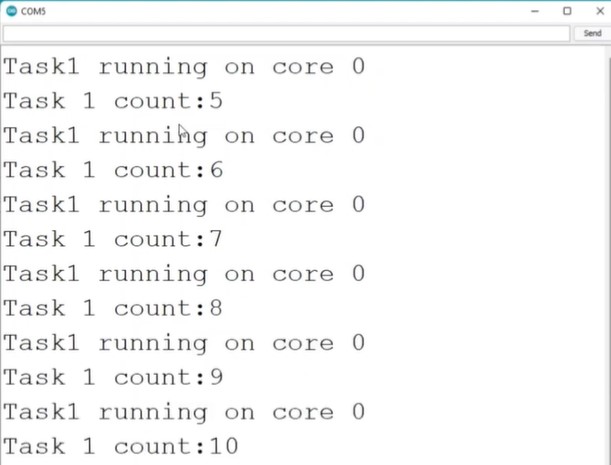 COM5
Send
Task1 running on core 0
Task 1 count:5
Task1 running on core 0
Task 1 count:6
Task1 running on core 0
Task 1 count:7
Task1 running on core 0
Task 1 count:8
Task1 running on core 0
Task 1 count:9
Task1 running on core 0
Task 1 count:10